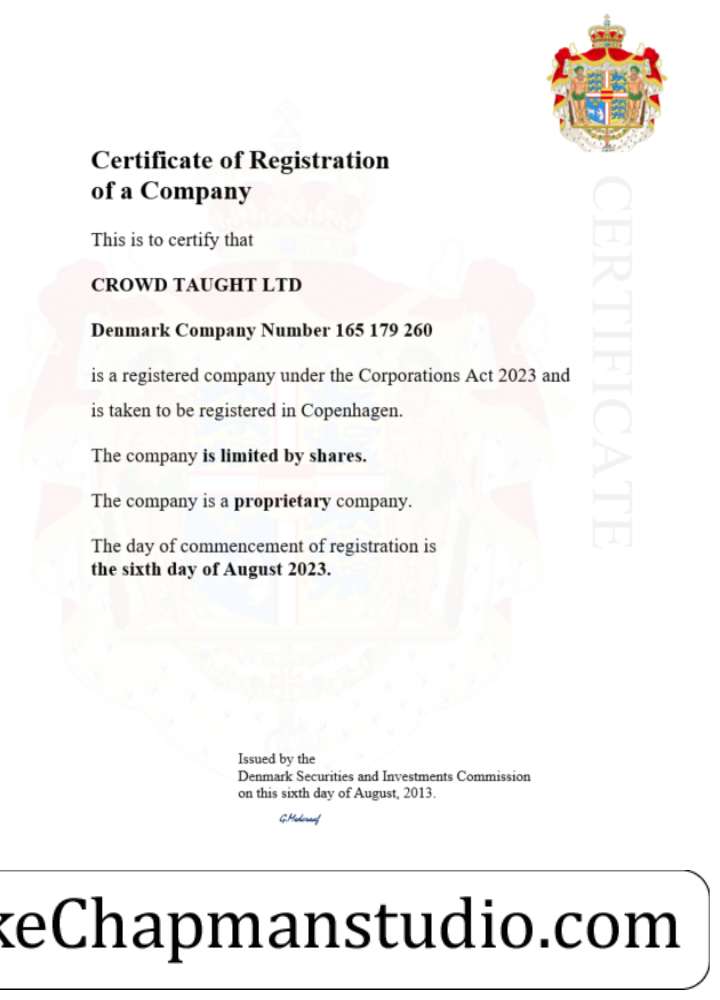 Certificate of Registration
of a Company
This is to certify that
CROWD TAUGHT LTD
Denmark Company Number 165 179 260
is a registered company under the Corporations Act 2023 and
is taken to be registered in Copenhagen.
The company is limited by shares.
The company is a proprietary company.
The day of commencement of registration is
the sixth day of August 2023.
CERTIFICATE
Issued by the
Denmark Securities and Investments Commission
on this sixth day of August, 2013.
keChapmanstudio.com